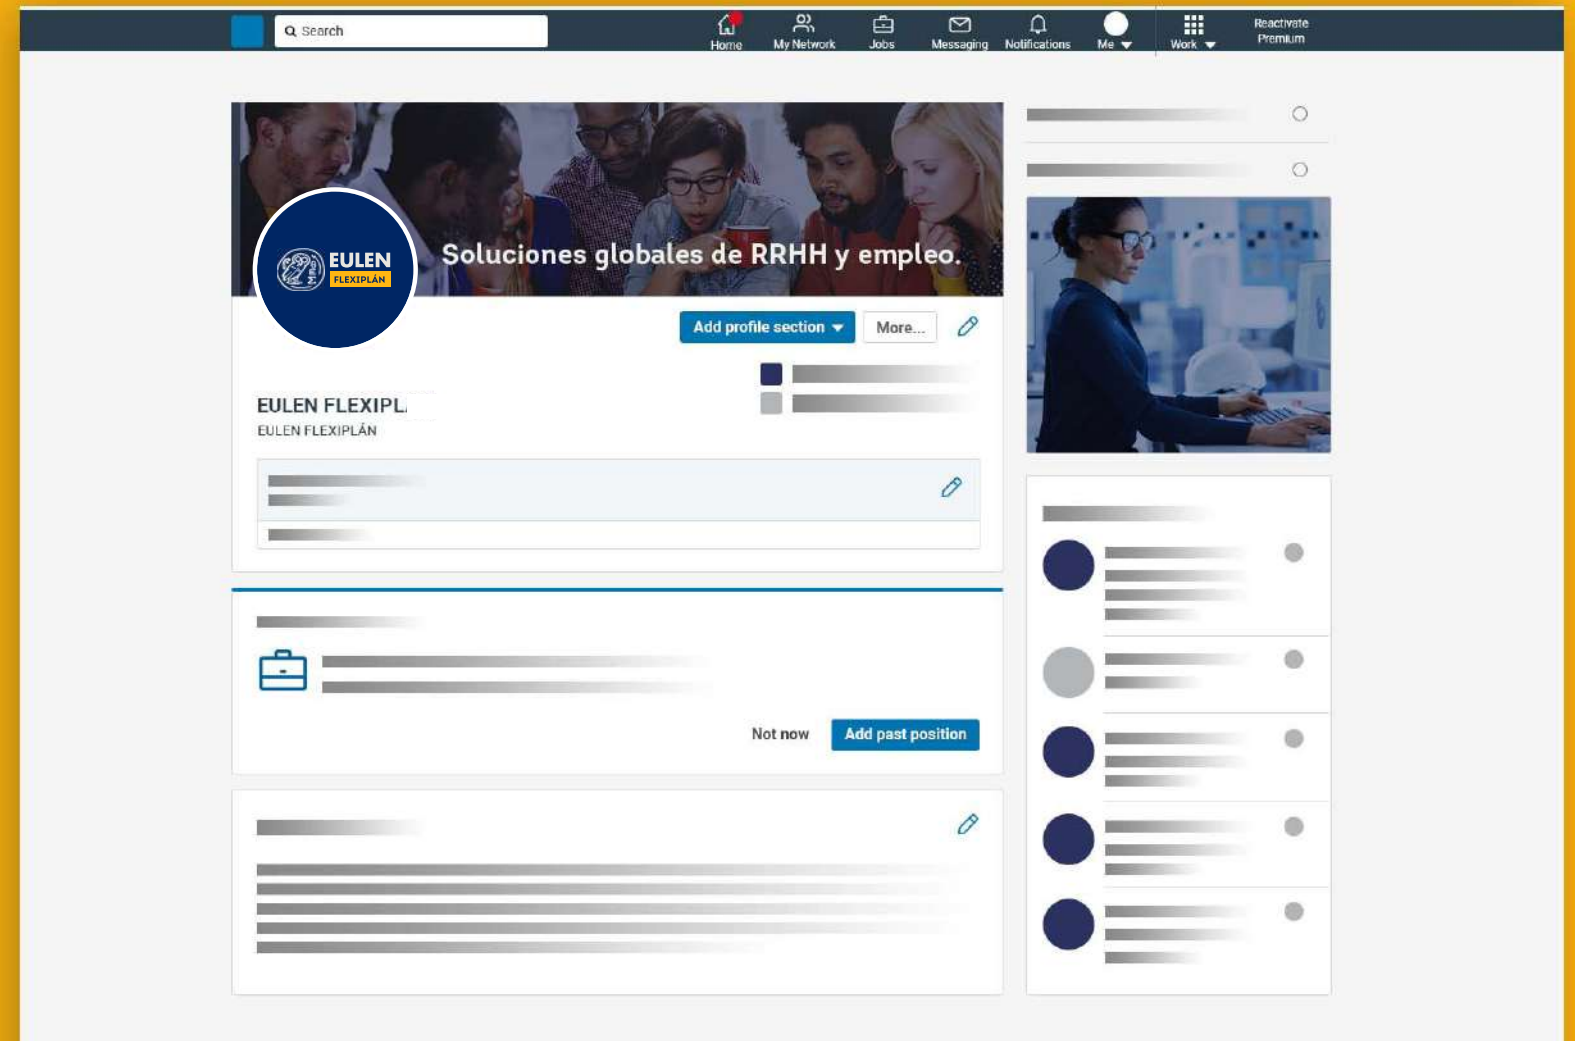 Search
Home
My Network
Jobs
Messaging
Notifications
Me
Work
Reactivate
Premium
Soluciones globales de RRHH y empleo.
EULEN
FLEXIPLÁN
Add profile section
More...
EULEN FLEXIPL
EULEN FLEXIPLÁN
Not now
Add past position